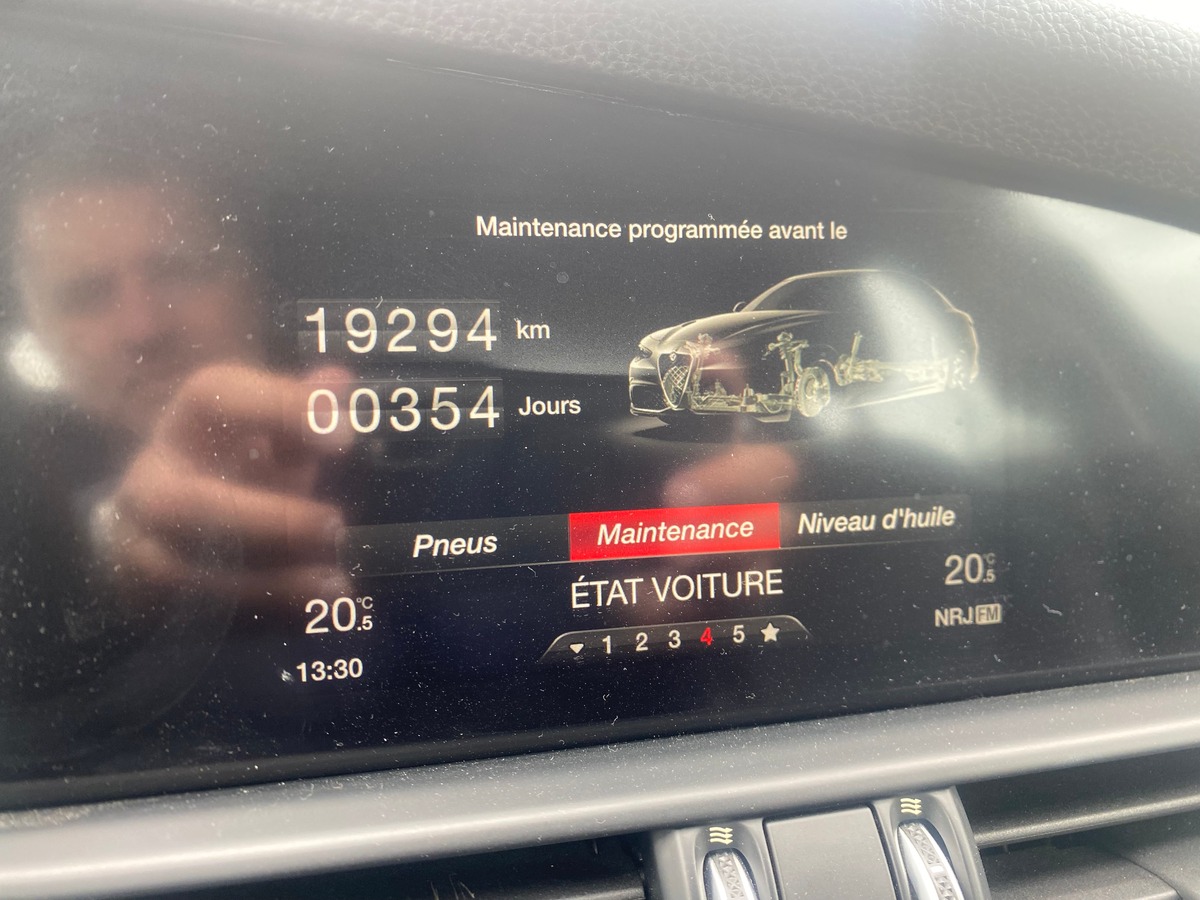 Maintenance programmée avant le
19294 km
00354 Jours
Pneus Maintenance Niveau d'huile
ÉTAT VOITURE
20.5 °C
20.5 °C
1 2 3 4 5
NRJ FM
13:30